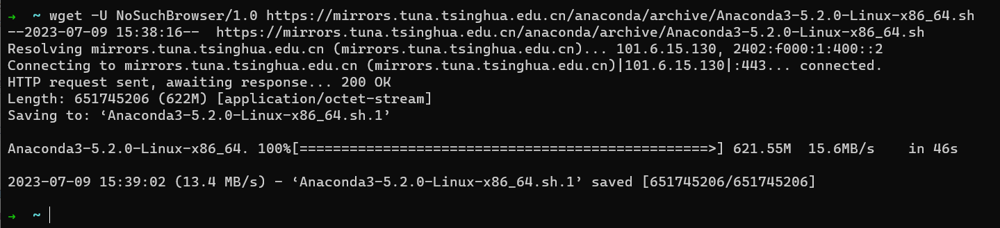 → ~ wget -U NoSuchBrowser/1.0 https://mirrors.tuna.tsinghua.edu.cn/anaconda/archive/Anaconda3-5.2.0-Linux-x86_64.sh
--2023-07-09 15:38:16--  https://mirrors.tuna.tsinghua.edu.cn/anaconda/archive/Anaconda3-5.2.0-Linux-x86_64.sh
Resolving mirrors.tuna.tsinghua.edu.cn (mirrors.tuna.tsinghua.edu.cn)... 101.6.15.130, 2402:f000:1:400::2
Connecting to mirrors.tuna.tsinghua.edu.cn (mirrors.tuna.tsinghua.edu.cn)|101.6.15.130|:443... connected.
HTTP request sent, awaiting response... 200 OK
Length: 651745206 (622M) [application/octet-stream]
Saving to: ‘Anaconda3-5.2.0-Linux-x86_64.sh.1’
Anaconda3-5.2.0-Linux-x86_64. 100%[=================================================>] 621.55M  15.6MB/s    in 46s
2023-07-09 15:39:02 (13.4 MB/s) - ‘Anaconda3-5.2.0-Linux-x86_64.sh.1’ saved [651745206/651745206]
→ ~